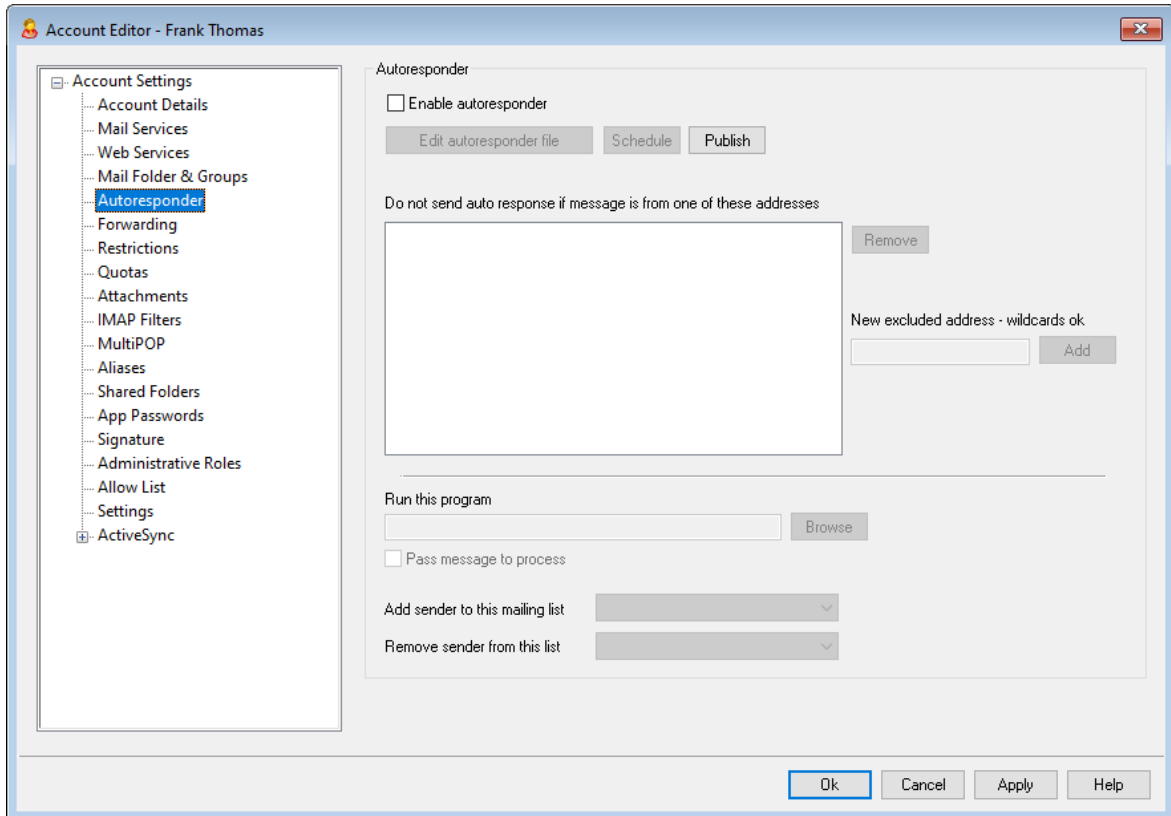 Account Editor - Frank Thomas
Account Settings
Account Details
Mail Services
Web Services
Mail Folder & Groups
Autoresponder
Forwarding
Restrictions
Quotas
Attachments
IMAP Filters
MultiPOP
Aliases
Shared Folders
App Passwords
Signature
Administrative Roles
Allow List
Settings
ActiveSync
Autoresponder
Enable autoresponder
Edit autoresponder file Schedule Publish
Do not send auto response if message is from one of these addresses
Remove
New excluded address - wildcards ok
Add
Run this program
Browse
Pass message to process
Add sender to this mailing list
Remove sender from this list
Ok Cancel Apply Help